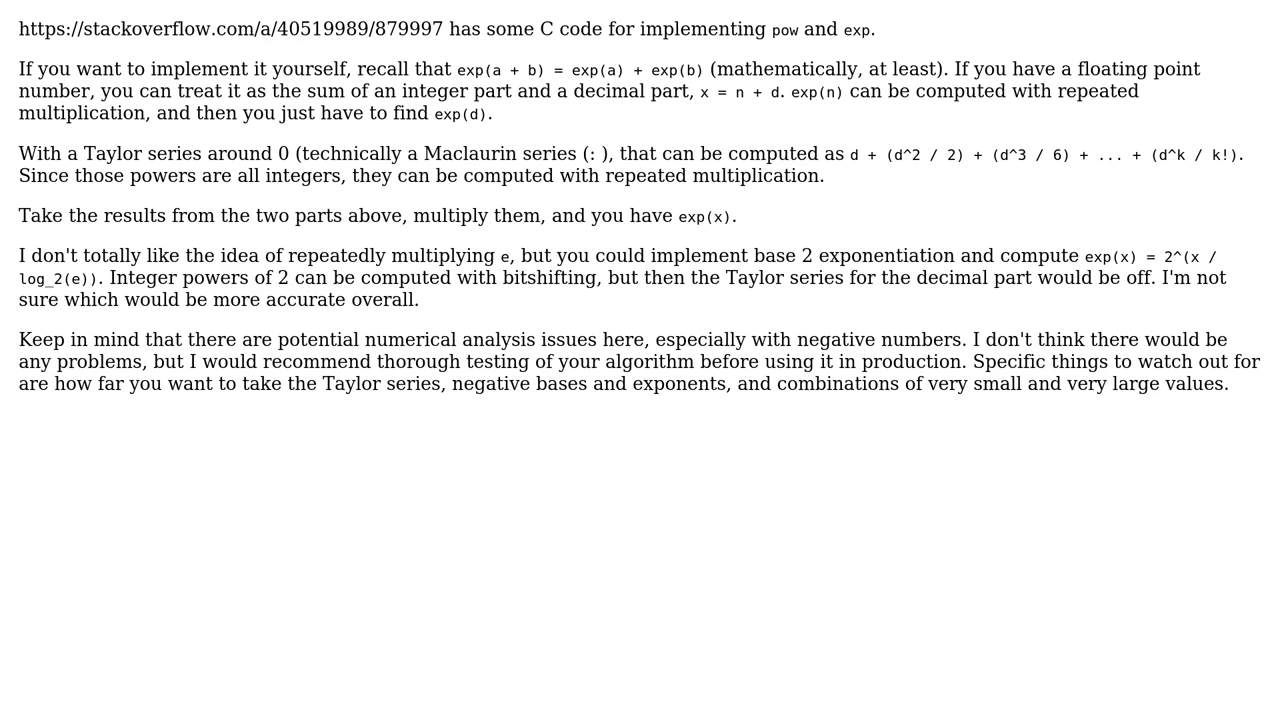 https://stackoverflow.com/a/40519989/879997 has some C code for implementing pow and exp.
If you want to implement it yourself, recall that exp(a + b) = exp(a) + exp(b) (mathematically, at least). If you have a floating point
number, you can treat it as the sum of an integer part and a decimal part, x = n + d. exp(n) can be computed with repeated
multiplication, and then you just have to find exp(d).
With a Taylor series around 0 (technically a Maclaurin series (: ), that can be computed as d + (d^2 / 2) + (d^3 / 6) + ... + (d^k / k!).
Since those powers are all integers, they can be computed with repeated multiplication.
Take the results from the two parts above, multiply them, and you have exp(x).
I don't totally like the idea of repeatedly multiplying e, but you could implement base 2 exponentiation and compute exp(x) = 2^(x /
log_2(e)). Integer powers of 2 can be computed with bitshifting, but then the Taylor series for the decimal part would be off. I'm not
sure which would be more accurate overall.
Keep in mind that there are potential numerical analysis issues here, especially with negative numbers. I don't think there would be
any problems, but I would recommend thorough testing of your algorithm before using it in production. Specific things to watch out for
are how far you want to take the Taylor series, negative bases and exponents, and combinations of very small and very large values.